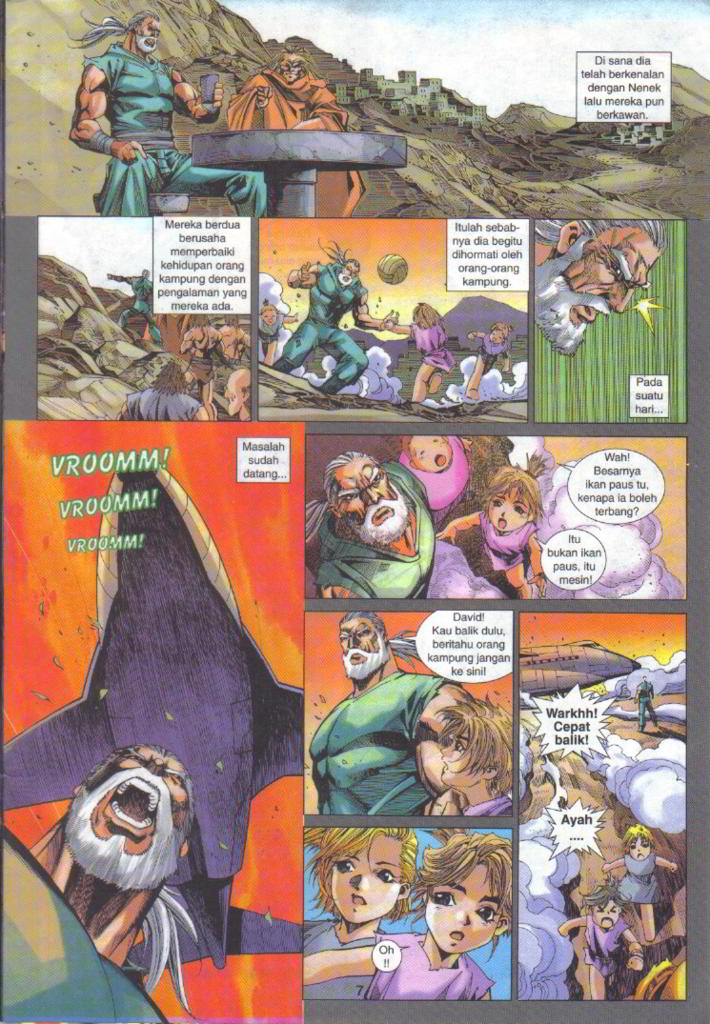 Di sana dia
telah berkenalan
dengan Nenek
lalu mereka pun
berkawan.
Mereka berdua
berusaha
memperbaiki
kehidupan orang
kampung dengan
pengalaman yang
mereka ada.
Itulah sebab-
nya dia begitu
dihormati oleh
orang-orang
kampung.
Pada
suatu
hari...
VROOMM!
VROOMM!
VROOMM!
Masalah
sudah
datang...
Wah!
Besarnya
ikan paus tu,
kenapa ia boleh
terbang?
Itu
bukan ikan
paus, itu
mesin!
David!
Kau balik dulu,
beritahu orang
kampung jangan
ke sini!
Warkhh!
Cepat
balik!
Ayah
....
Oh
!!
7